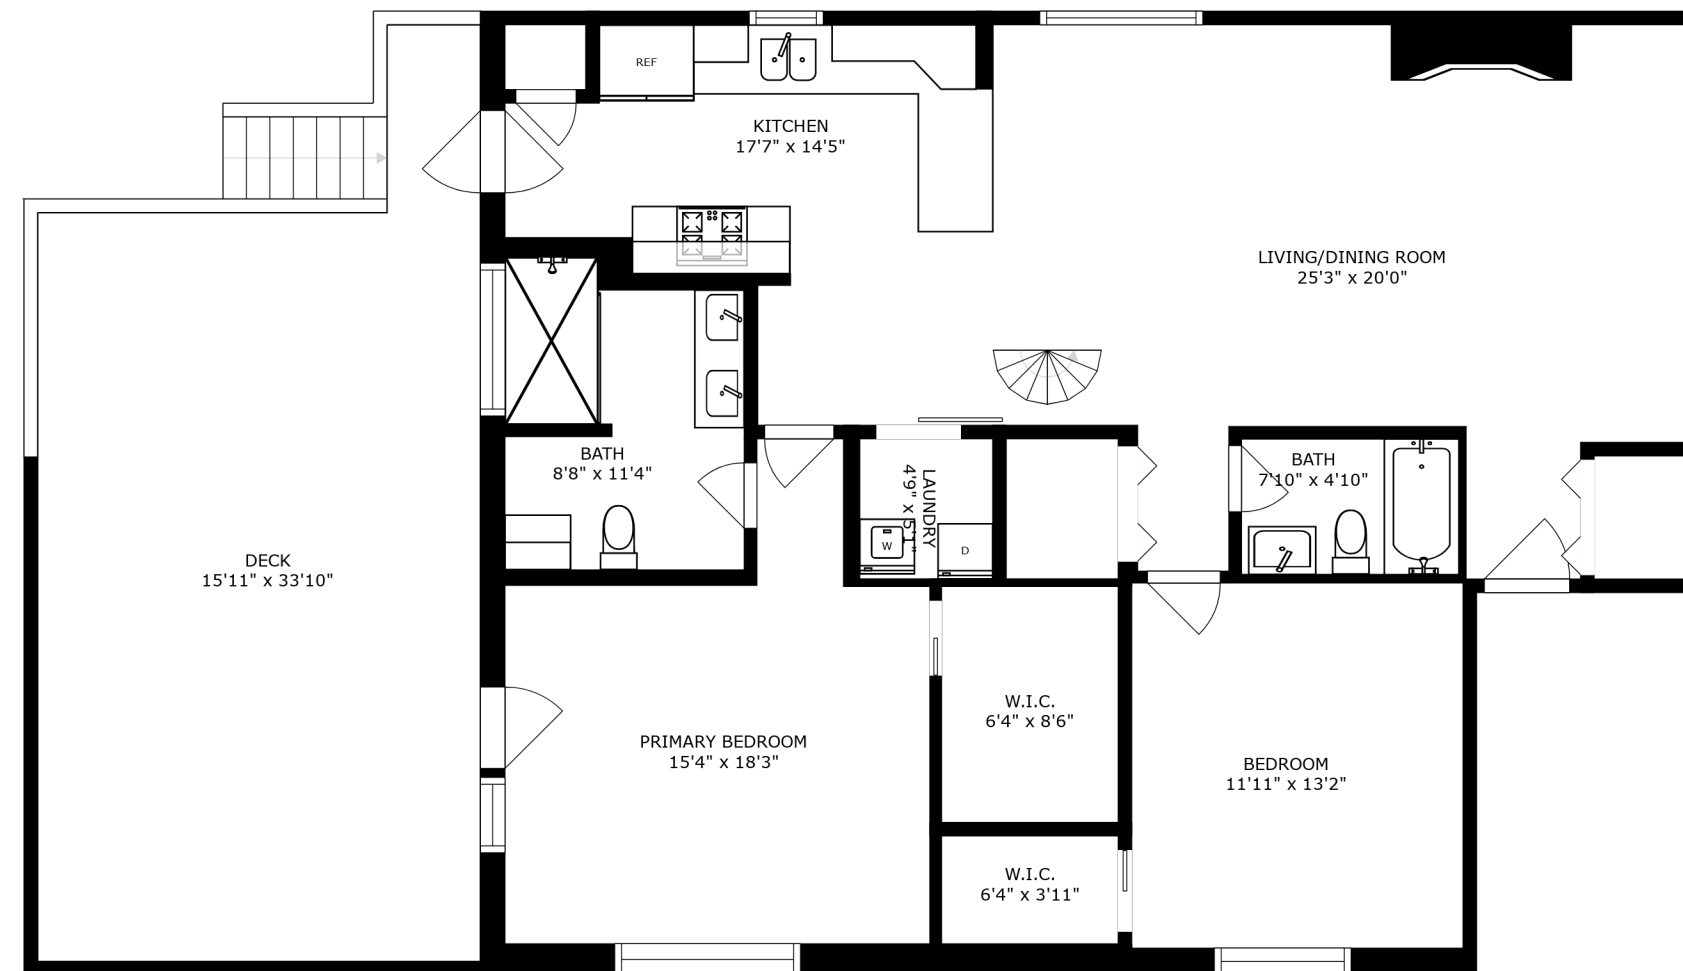 REF
KITCHEN
17'7" x 14'5"
LIVING/DINING ROOM
25'3" x 20'0"
BATH
8'8" x 11'4"
LAUNDRY
4'9" x 5'1"
W
D
BATH
7'10" x 4'10"
DECK
15'11" x 33'10"
PRIMARY BEDROOM
15'4" x 18'3"
W.I.C.
6'4" x 8'6"
BEDROOM
11'11" x 13'2"
W.I.C.
6'4" x 3'11"